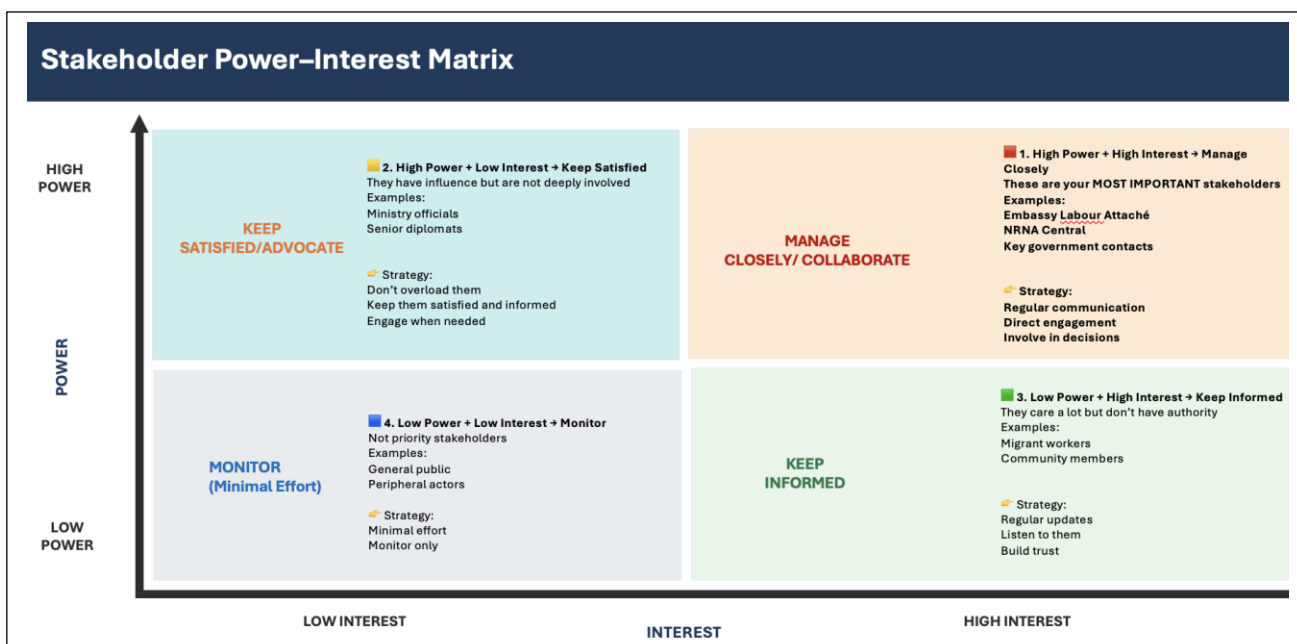 Stakeholder Power–Interest Matrix
HIGH
POWER
KEEP
SATISFIED/ADVOCATE
2. High Power + Low Interest → Keep Satisfied
They have influence but are not deeply involved
Examples:
Ministry officials
Senior diplomats
👉 Strategy:
Don't overload them
Keep them satisfied and informed
Engage when needed
MANAGE
CLOSELY/ COLLABORATE
1. High Power + High Interest → Manage
Closely
These are your MOST IMPORTANT stakeholders
Examples:
Embassy Labour Attaché
NRNA Central
Key government contacts
👉 Strategy:
Regular communication
Direct engagement
Involve in decisions
POWER
MONITOR
(Minimal Effort)
4. Low Power + Low Interest → Monitor
Not priority stakeholders
Examples:
General public
Peripheral actors
👉 Strategy:
Minimal effort
Monitor only
KEEP
INFORMED
3. Low Power + High Interest → Keep Informed
They care a lot but don't have authority
Examples:
Migrant workers
Community members
👉 Strategy:
Regular updates
Listen to them
Build trust
LOW
POWER
LOW INTEREST
INTEREST
HIGH INTEREST